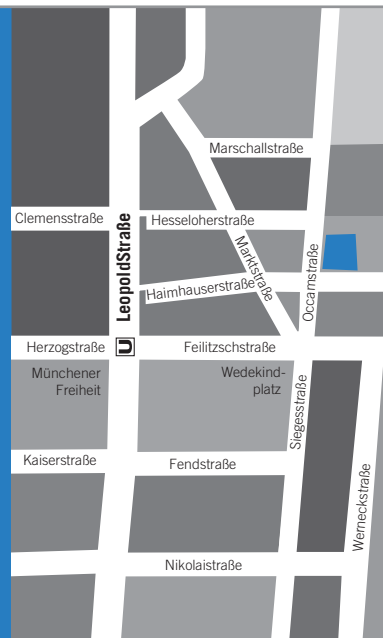 Marschallstraße
Clemensstraße
Hesseloherstraße
LeopoldStraße
Marktstraße
Occamstraße
Haimhauserstraße
Herzogstraße
U
Feilitzschstraße
Münchener
Freiheit
Wedekind-
platz
Siegesstraße
Kaiserstraße
Fendstraße
Werneckstraße
Nikolaistraße